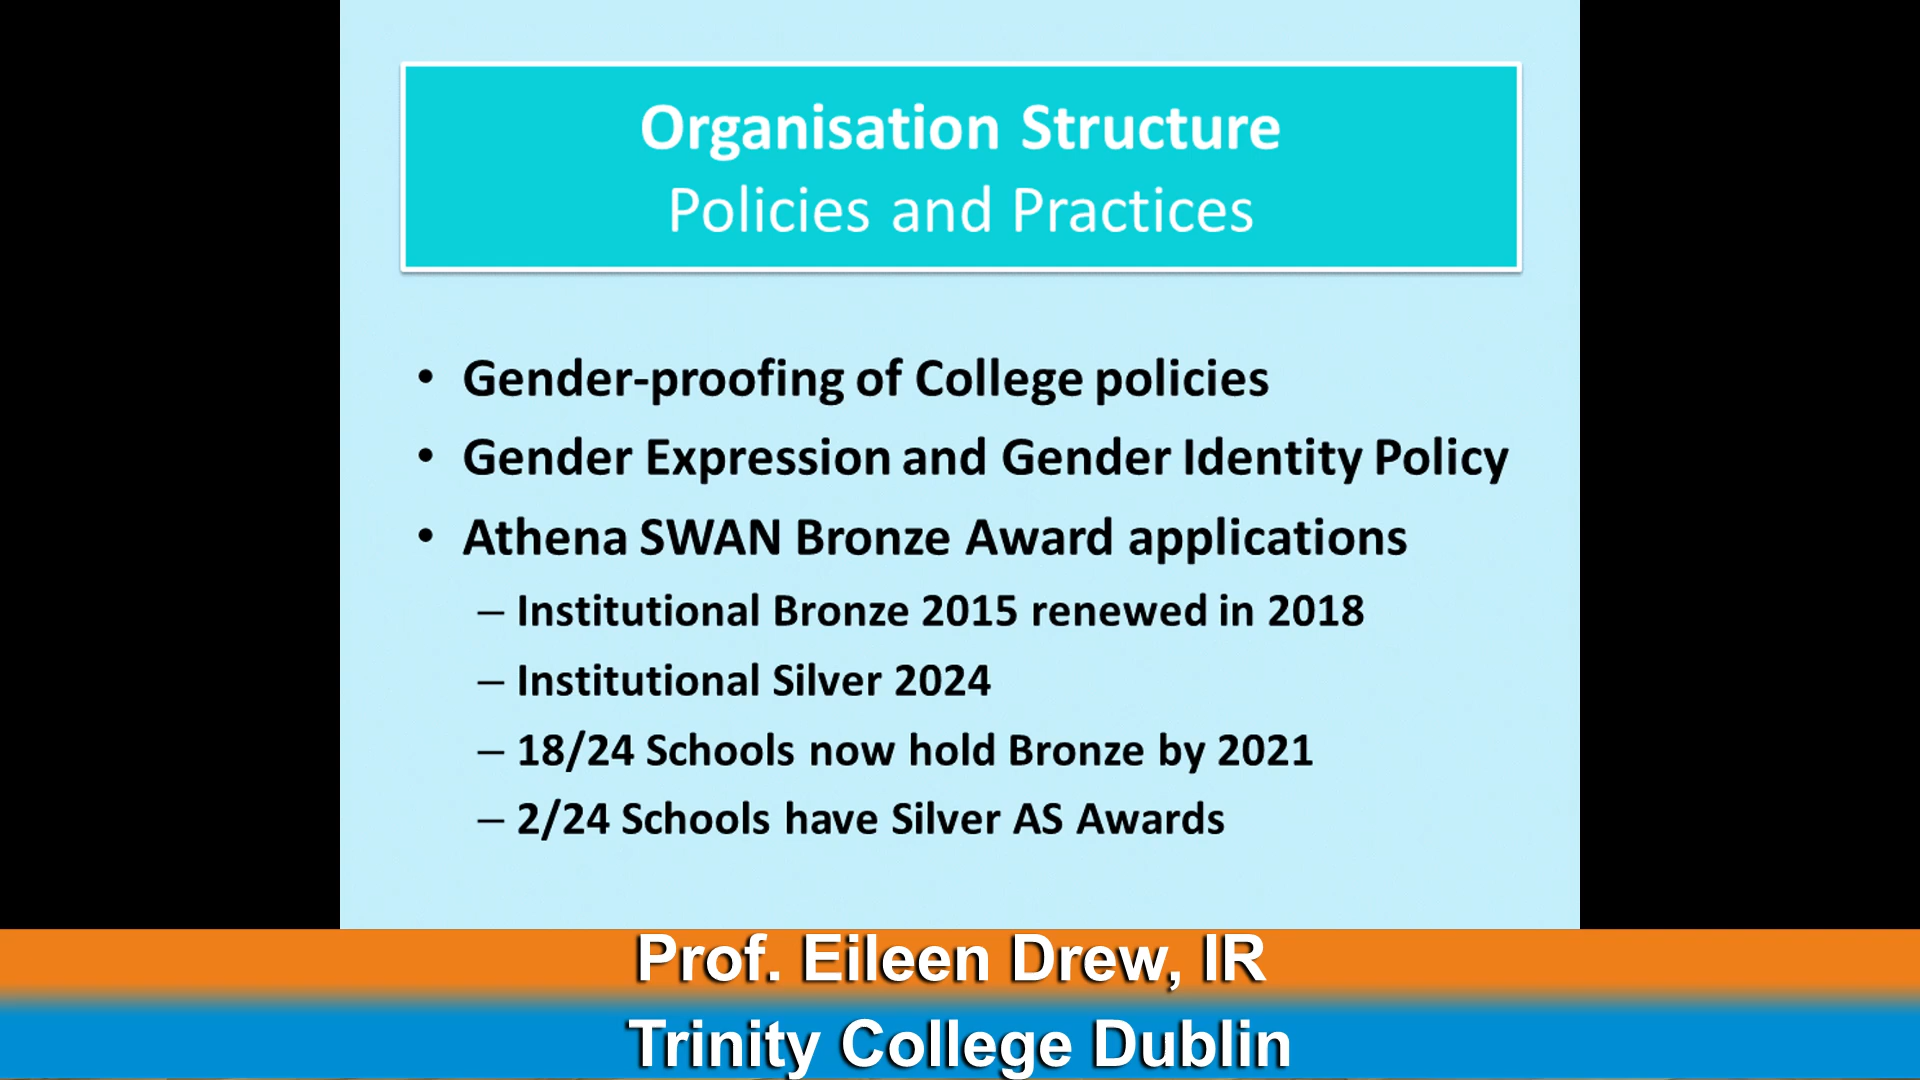 Organisation Structure
Policies and Practices
• Gender-proofing of College policies
• Gender Expression and Gender Identity Policy
• Athena SWAN Bronze Award applications
– Institutional Bronze 2015 renewed in 2018
– Institutional Silver 2024
– 18/24 Schools now hold Bronze by 2021
– 2/24 Schools have Silver AS Awards
Prof. Eileen Drew, IR
Trinity College Dublin